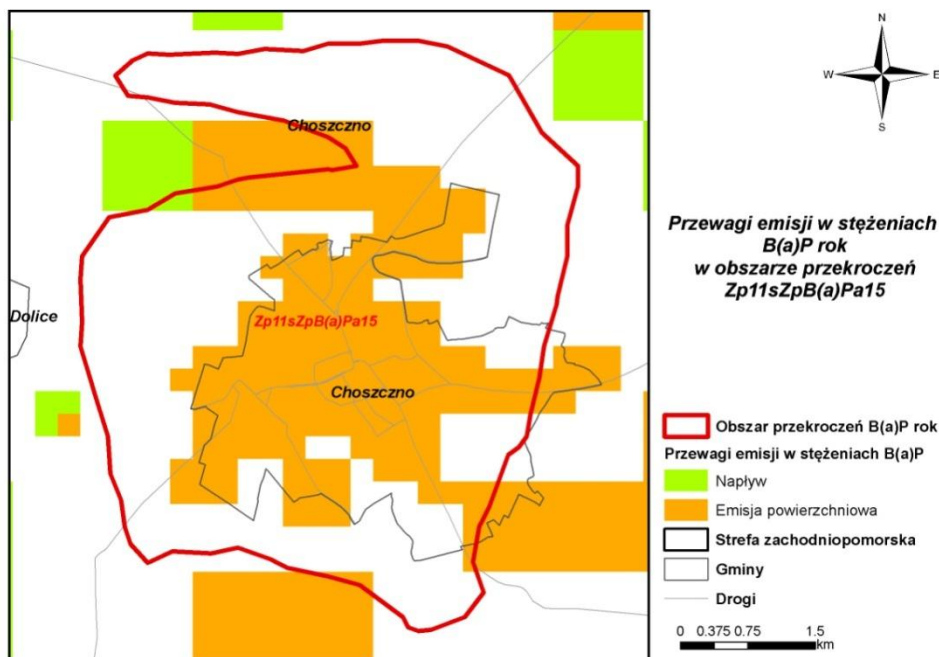 Choszczno
Dolice
Zp11sZpB(a)Pa15
Choszczno
N
W
E
S
Przewagi emisji w stężeniach
B(a)P rok
w obszarze przekroczeń
Zp11sZpB(a)Pa15
Obszar przekroczeń B(a)P rok
Przewagi emisji w stężeniach B(a)P
Napływ
Emisja powierzchniowa
Strefa zachodniopomorska
Gminy
Drogi
0 0.375 0.75 1.5
km